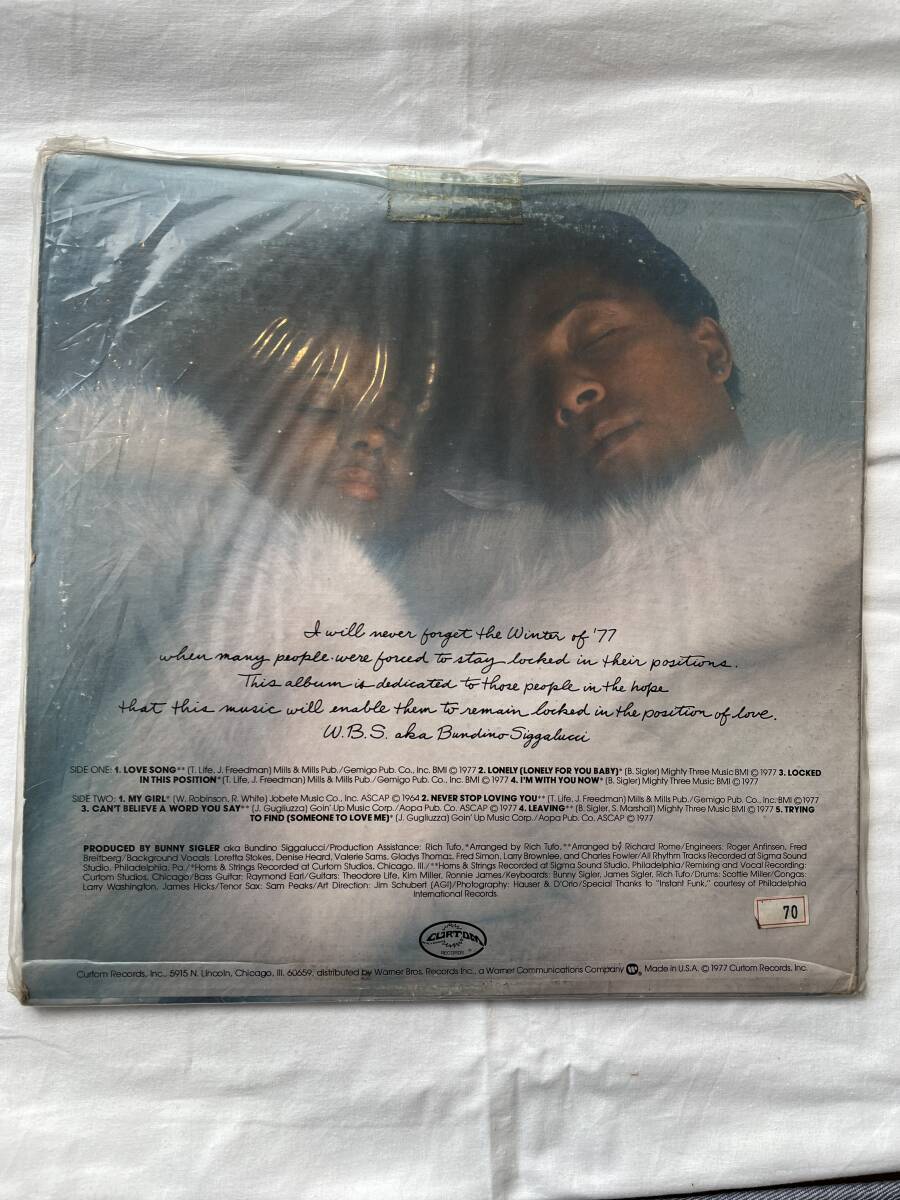 I will never forget the Winter of '77
when many people were forced to stay locked in their positions.
This album is dedicated to those people in the hope
that this music will enable them to remain locked in the position of love.
W.B.S. aka Bundino Siggalucci
SIDE ONE: 1. LOVE SONG** (T. Life, J. Freedman) Mills & Mills Pub./Gemigo Pub. Co., Inc. BMI ©1977 2. LONELY (LONELY FOR YOU BABY)* (B. Sigler) Mighty Three Music BMI ©1977 3. LOCKED
IN THIS POSITION* (T. Life, J. Freedman) Mills & Mills Pub./Gemigo Pub. Co., Inc. BMI ©1977 4. I'M WITH YOU NOW* (B. Sigler) Mighty Three Music BMI ©1977
SIDE TWO: 1. MY GIRL* (W. Robinson, R. White) Jobete Music Co., Inc. ASCAP ©1964 2. NEVER STOP LOVING YOU** (T. Life, J. Freedman) Mills & Mills Pub./Gemigo Pub. Co., Inc. BMI ©1977
3. CAN'T BELIEVE A WORD YOU SAY** (J. Gugliuzza) Goin' Up Music Corp./Aopa Pub. Co. ASCAP ©1977 4. LEAVING** (B. Sigler, S. Marshall) Mighty Three Music BMI ©1977 5. TRYING
TO FIND (SOMEONE TO LOVE ME)* (J. Gugliuzza) Goin' Up Music Corp./Aopa Pub. Co. ASCAP ©1977
PRODUCED BY BUNNY SIGLER aka Bundino Siggalucci/Production Assistance: Rich Tufo. *Arranged by Rich Tufo. **Arranged by Richard Rome/Engineers: Roger Anfinsen, Fred
Breitberg/Background Vocals: Loretta Stokes, Denise Heard, Valerie Sams, Gladys Thomas, Fred Simon, Larry Brownlee, and Charles Fowler/All Rhythm Tracks Recorded at Sigma Sound
Studio, Philadelphia, Pa./*Horns & Strings Recorded at Curtom Studios, Chicago, Ill./**Horns & Strings Recorded at Sigma Sound Studio, Philadelphia/Remixing and Vocal Recording:
Curtom Studios, Chicago/Bass Guitar: Raymond Earl/Guitars: Theodore Life, Kim Miller, Ronnie James/Keyboards: Bunny Sigler, James Sigler, Rich Tufo/Drums: Scottie Miller/Congas:
Larry Washington, James Hicks/Tenor Sax: Sam Peaks/Art Direction: Jim Schubert (AGI)/Photography: Hauser & D'Orio/Special Thanks to "Instant Funk," courtesy of Philadelphia
International Records.
70
CURTOM
RECORDS
Curtom Records, Inc., 5915 N. Lincoln, Chicago, Ill. 60659, distributed by Warner Bros. Records Inc., a Warner Communications Company. Made in U.S.A. ©1977 Curtom Records, Inc.